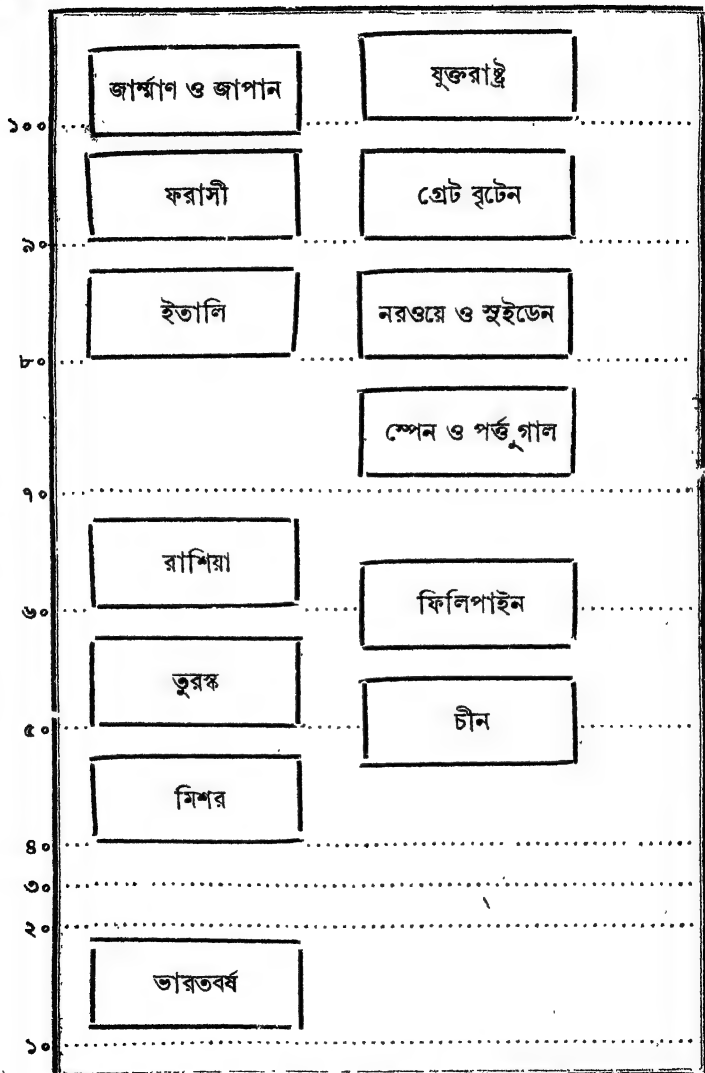 জার্ম্মাণ ও জাপান
যুক্তরাষ্ট্র
১০০
ফরাসী
গ্রেট বৃটেন
৯০
ইতালি
নরওয়ে ও সুইডেন
৮০
স্পেন ও পর্ত্তুগাল
৭০
রাশিয়া
ফিলিপাইন
৬০
তুরস্ক
চীন
৫০
মিশর
৪০
৩০
২০
ভারতবর্ষ
১০